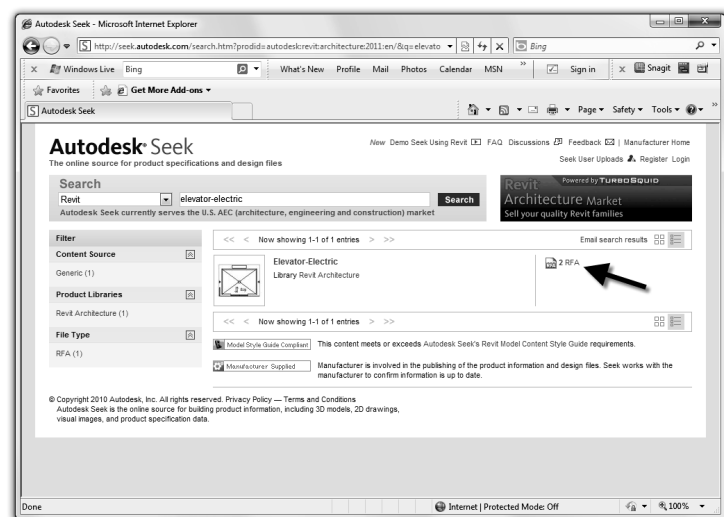 Autodesk Seek - Microsoft Internet Explorer
http://seek.autodesk.com/search.htm?prodid=autodesk:revit:architecture:2011:en/&q=elevato
Bing
Windows Live Bing What's New Profile Mail Photos Calendar MSN » Sign in Snagit
Favorites Get More Add-ons
Autodesk Seek Page Safety Tools »
Autodesk Seek
The online source for product specifications and design files
New Demo Seek Using Revit FAQ Discussions Feedback | Manufacturer Home
Seek User Uploads Register Login
Search
Revit elevator-electric Search
Autodesk Seek currently serves the U.S. AEC (architecture, engineering and construction) market
Powered by TURBOSQUID
Revit
Architecture Market
Sell your quality Revit families
Filter
Content Source
Generic (1)
Product Libraries
Revit Architecture (1)
File Type
RFA (1)
<< < Now showing 1-1 of 1 entries > >> Email search results
Elevator-Electric
Library Revit Architecture
2 RFA
<< < Now showing 1-1 of 1 entries > >>
Model Style Guide Compliant This content meets or exceeds Autodesk Seek's Revit Model Content Style Guide requirements.
Manufacturer Supplied Manufacturer is involved in the publishing of the product information and design files. Seek works with the
manufacturer to confirm information is up to date.
© Copyright 2010 Autodesk, Inc. All rights reserved. Privacy Policy — Terms and Conditions
Autodesk Seek is the online source for building product information, including 3D models, 2D drawings,
visual images, and product specification data.
Done Internet | Protected Mode: Off 100%